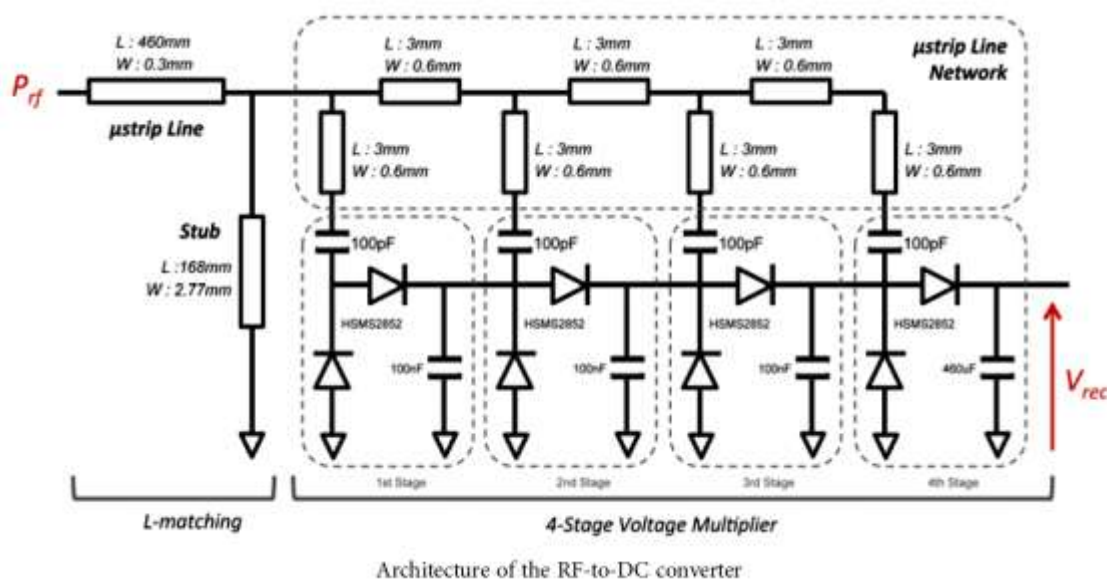 L : 460mm
W : 0.3mm
L : 3mm
W : 0.6mm
L : 3mm
W : 0.6mm
L : 3mm
W : 0.6mm
μstrip Line
Network
Prf
μstrip Line
L : 3mm
W : 0.6mm
L : 3mm
W : 0.6mm
L : 3mm
W : 0.6mm
L : 3mm
W : 0.6mm
Stub
L :168mm
W : 2.77mm
100pF
100pF
100pF
100pF
HSMS2852
HSMS2852
HSMS2852
HSMS2852
100nF
100nF
100nF
460uF
Vrec
1st Stage
2nd Stage
3rd Stage
4th Stage
L-matching
4-Stage Voltage Multiplier
Architecture of the RF-to-DC converter